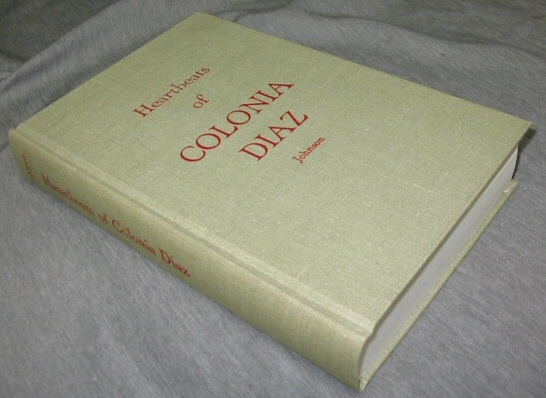 Heartbeats
of
COLONIA
DIAZ
Johnson
Heartbeats of Colonia Diaz